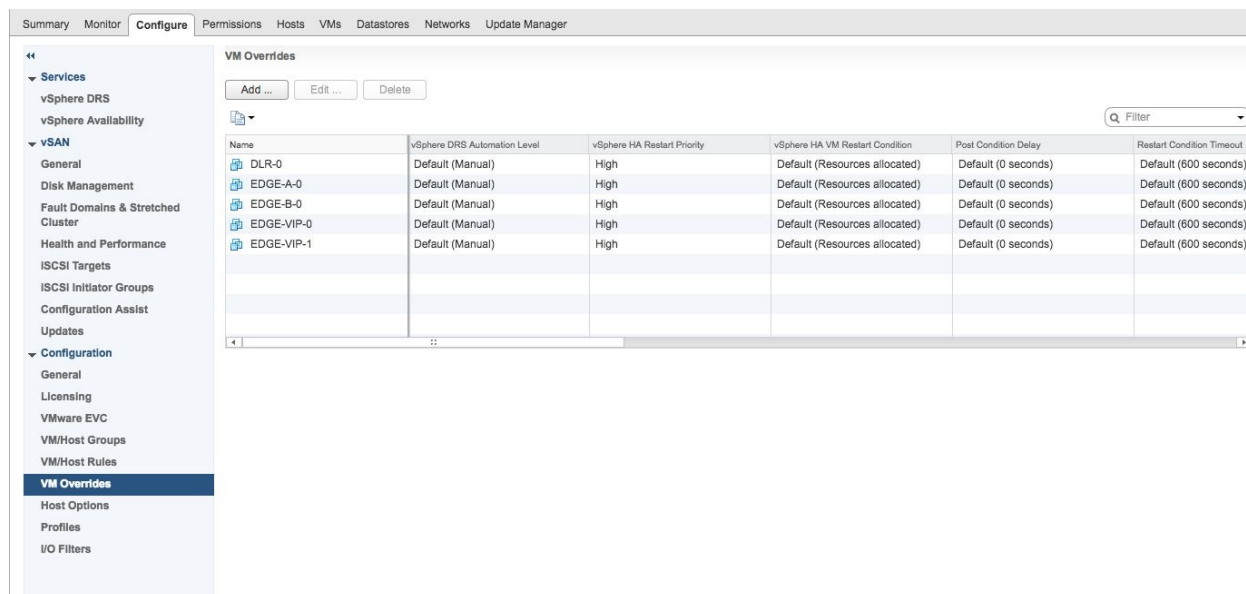 Summary Monitor Configure Permissions Hosts VMs Datastores Networks Update Manager
VM Overrides
Services
vSphere DRS
vSphere Availability
vSAN
General
Disk Management
Fault Domains & Stretched
Cluster
Health and Performance
iSCSI Targets
iSCSI Initiator Groups
Configuration Assist
Updates
Configuration
General
Licensing
VMware EVC
VM/Host Groups
VM/Host Rules
VM Overrides
Host Options
Profiles
I/O Filters
Add ... Edit ... Delete
Filter
Name vSphere DRS Automation Level vSphere HA Restart Priority vSphere HA VM Restart Condition Post Condition Delay Restart Condition Timeout
DLR-0 Default (Manual) High Default (Resources allocated) Default (0 seconds) Default (600 seconds)
EDGE-A-0 Default (Manual) High Default (Resources allocated) Default (0 seconds) Default (600 seconds)
EDGE-B-0 Default (Manual) High Default (Resources allocated) Default (0 seconds) Default (600 seconds)
EDGE-VIP-0 Default (Manual) High Default (Resources allocated) Default (0 seconds) Default (600 seconds)
EDGE-VIP-1 Default (Manual) High Default (Resources allocated) Default (0 seconds) Default (600 seconds)